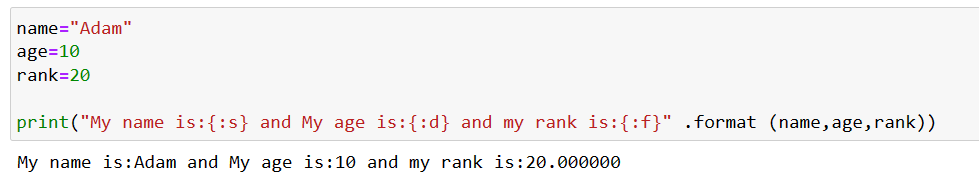 name="Adam"
age=10
rank=20
print("My name is:{:s} and My age is:{:d} and my rank is:{:f}" .format (name,age,rank))
My name is:Adam and My age is:10 and my rank is:20.000000